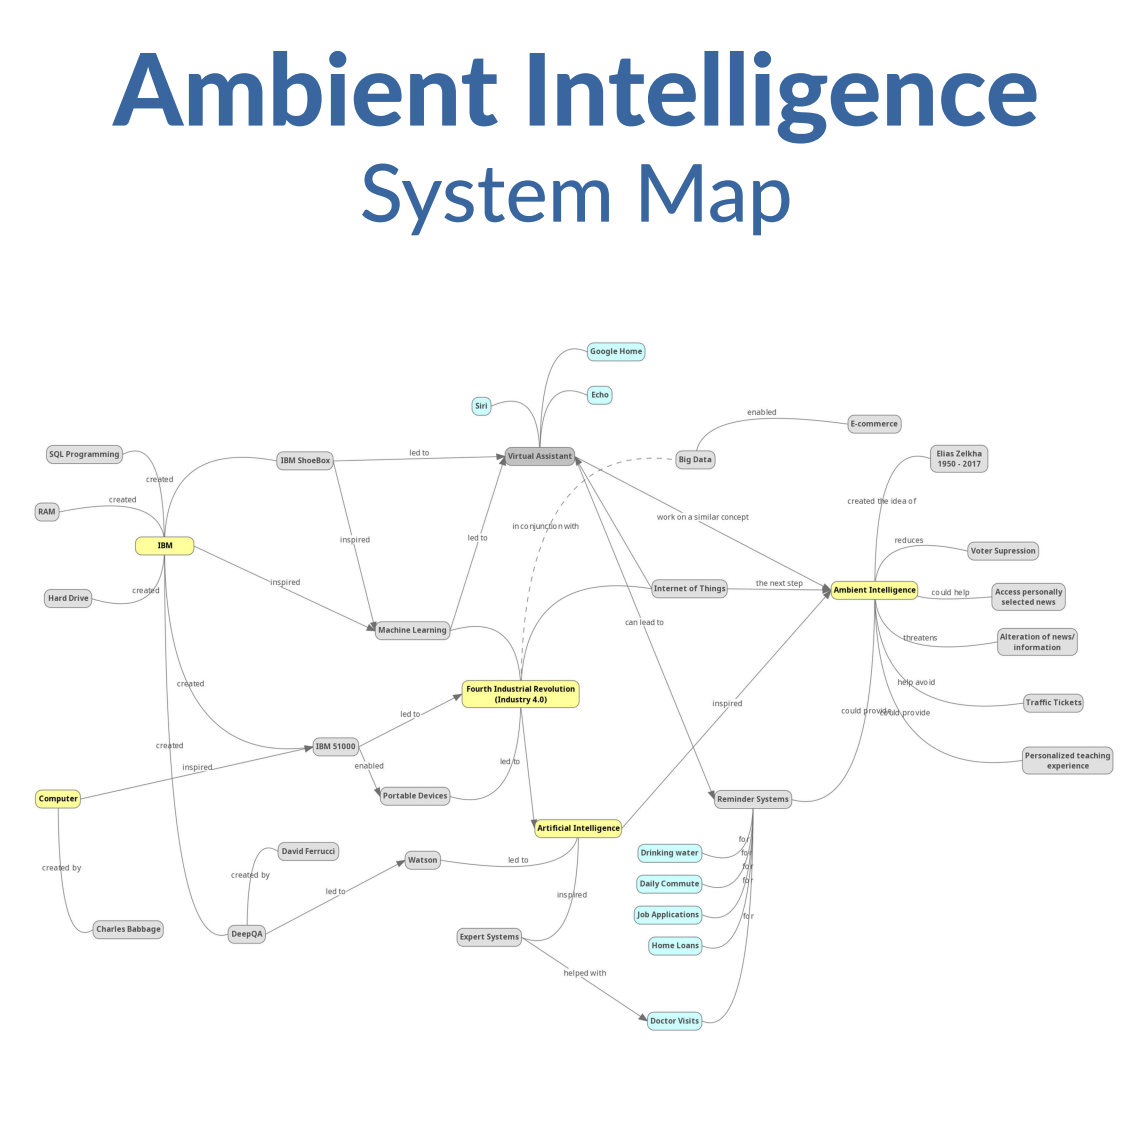 Ambient Intelligence
System Map
Google Home
Siri
Echo
enabled
E-commerce
SQL Programming
IBM ShoeBox
led to
Virtual Assistant
Big Data
Elias Zelkha
1950 - 2017
created
created
created the idea of
RAM
work on a similar concept
in conjunction with
inspired
led to
IBM
reduces
Voter Supression
inspired
the next step
Internet of Things
Ambient Intelligence
created
could help
Hard Drive
Access personally
selected news
can lead to
Machine Learning
threatens
Alteration of news/
information
created
help avoid
Fourth Industrial Revolution
(Industry 4.0)
inspired
Traffic Tickets
led to
could provide
could provide
created
IBM 51000
led to
Personalized teaching
experience
inspired
enabled
Computer
Portable Devices
Reminder Systems
Artificial Intelligence
for
David Ferrucci
Drinking water
for
Watson
led to
created by
created by
for
for
Daily Commute
led to
inspired
Job Applications
for
Charles Babbage
DeepQA
Expert Systems
Home Loans
helped with
Doctor Visits